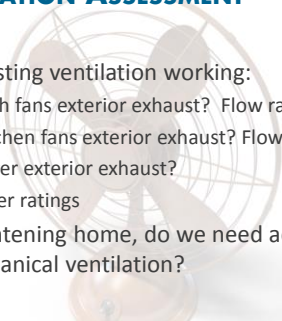 ATION ASSESSMENT
sting ventilation working:
h fans exterior exhaust? Flow ra
chen fans exterior exhaust? Flow
er exterior exhaust?
er ratings
htening home, do we need a
anical ventilation?